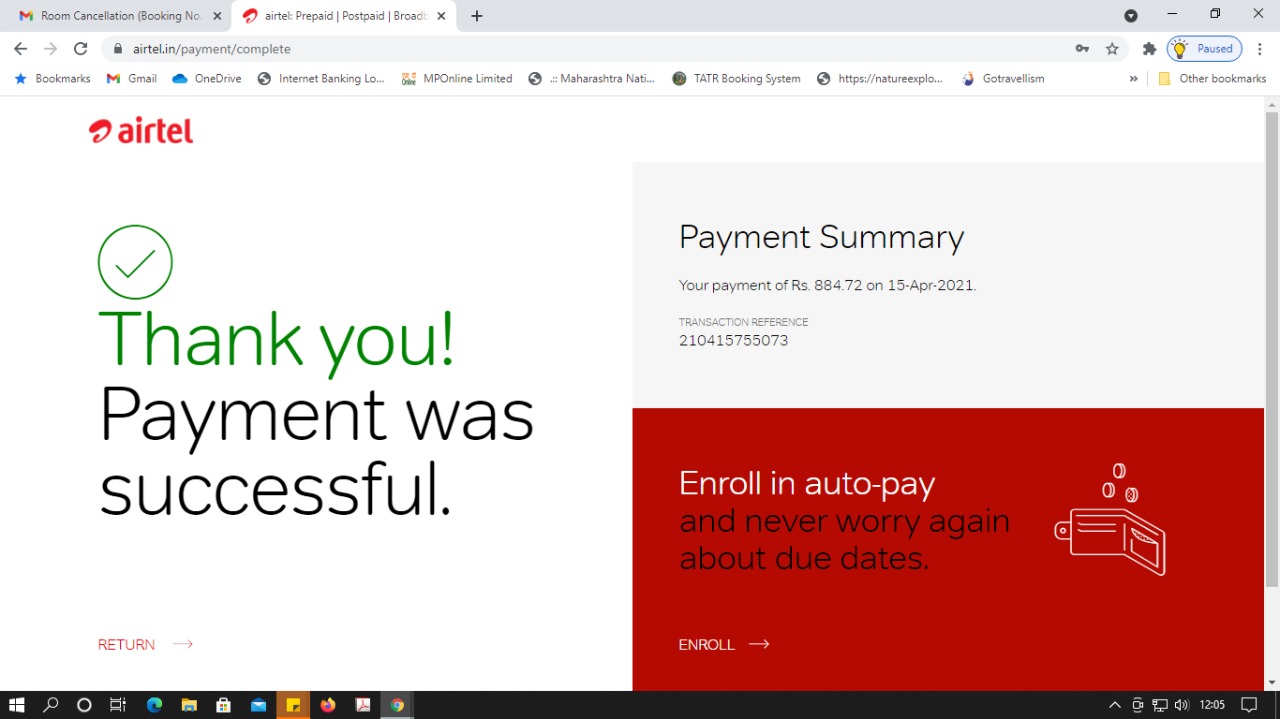 Room Cancellation (Booking No.
airtel: Prepaid | Postpaid | Broadb
airtel.in/payment/complete
Paused
Bookmarks
Gmail
OneDrive
Internet Banking Lo...
MPOnline Limited
.:: Maharashtra Nati...
TATR Booking System
https://natureexplo...
Gotravellism
»
Other bookmarks
airtel
Payment Summary
Your payment of Rs. 884.72 on 15-Apr-2021.
TRANSACTION REFERENCE
210415755073
Thank you!
Payment was
successful.
RETURN
Enroll in auto-pay
and never worry again
about due dates.
ENROLL
12:05